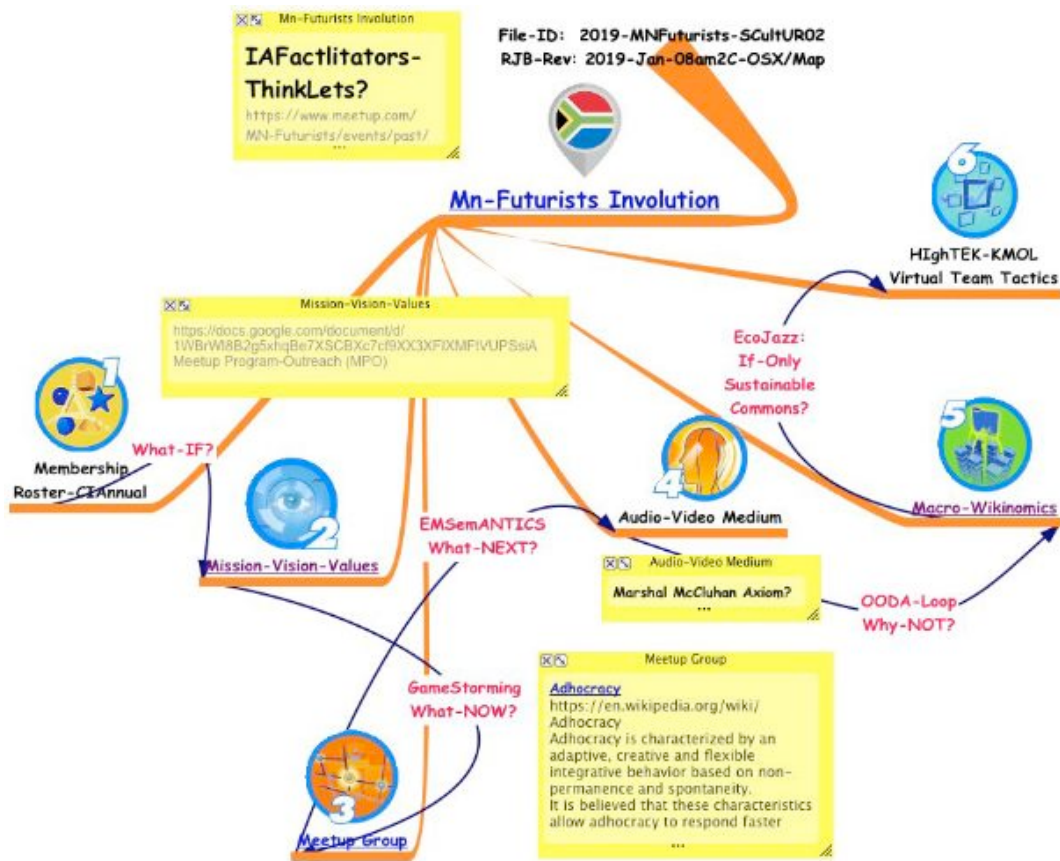 Mn-Futurists Involution
IAFactlitators-
ThinkLets?
https://www.meetup.com/
MN-Futurists/events/past/
...
File-ID: 2019-MNFuturists-SCultUR02
RJB-Rev: 2019-Jan-08am2C-OSX/Map
Mn-Futurists Involution
6
HIghTEK-KMOL
Virtual Team Tactics
Mission-Vision-Values
https://docs.google.com/document/d/
Meetup Program-Outreach (MPO)
EcoJazz:
If-Only
Sustainable
Commons?
1
Membership
Roster-CIAnnual
What-IF?
2
Mission-Vision-Values
4
Audio-Video Medium
5
Macro-Wikinomics
EMSemANTICS
What-NEXT?
Audio-Video Medium
Marshal McCluhan Axiom?
...
OODA-Loop
Why-NOT?
GameStorming
What-NOW?
3
Meetup Group
Meetup Group
Adhocracy
https://en.wikipedia.org/wiki/
Adhocracy
Adhocracy is characterized by an
adaptive, creative and flexible
integrative behavior based on non-
permanence and spontaneity.
It is believed that these characteristics
allow adhocracy to respond faster
...